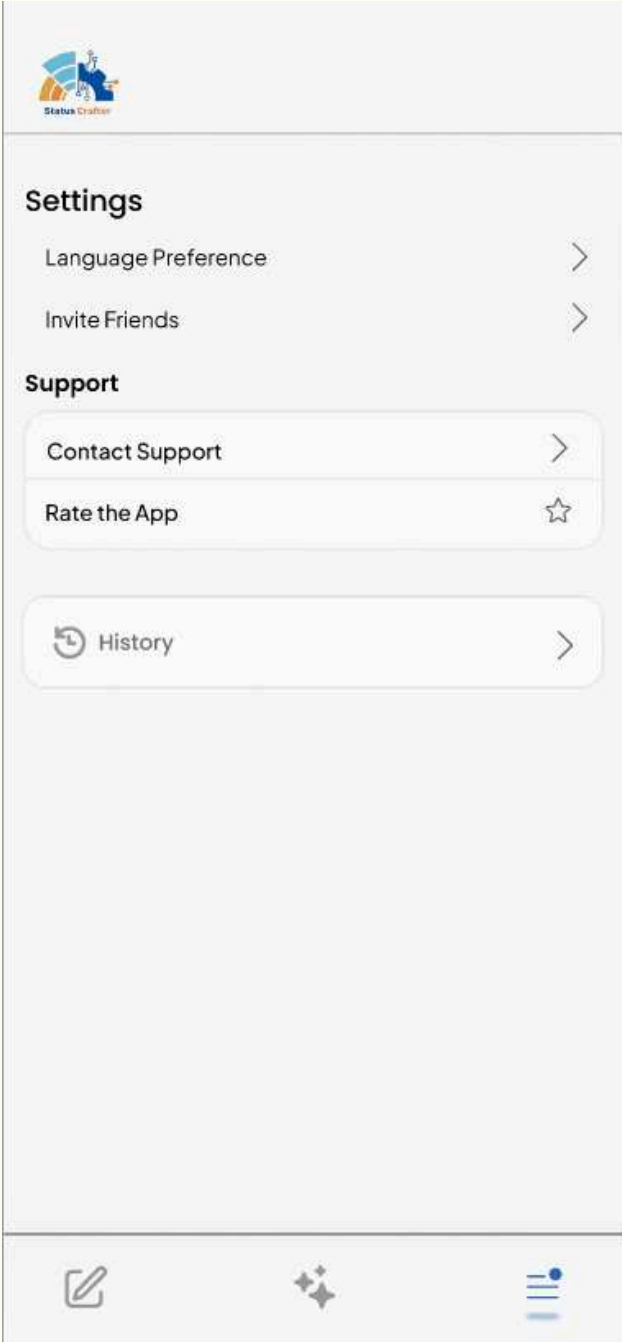 Status Crafter
Settings
Language Preference
Invite Friends
Support
Contact Support
Rate the App
History